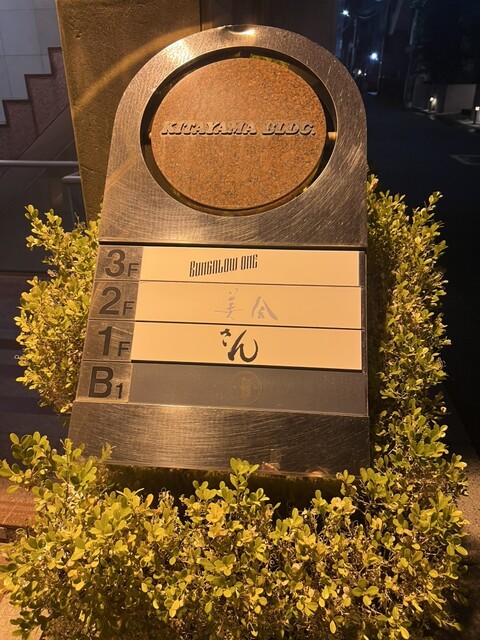 KITAYAMA BLDG.
3F BUNGALOW ONE
2F 美会
1F さん
B1